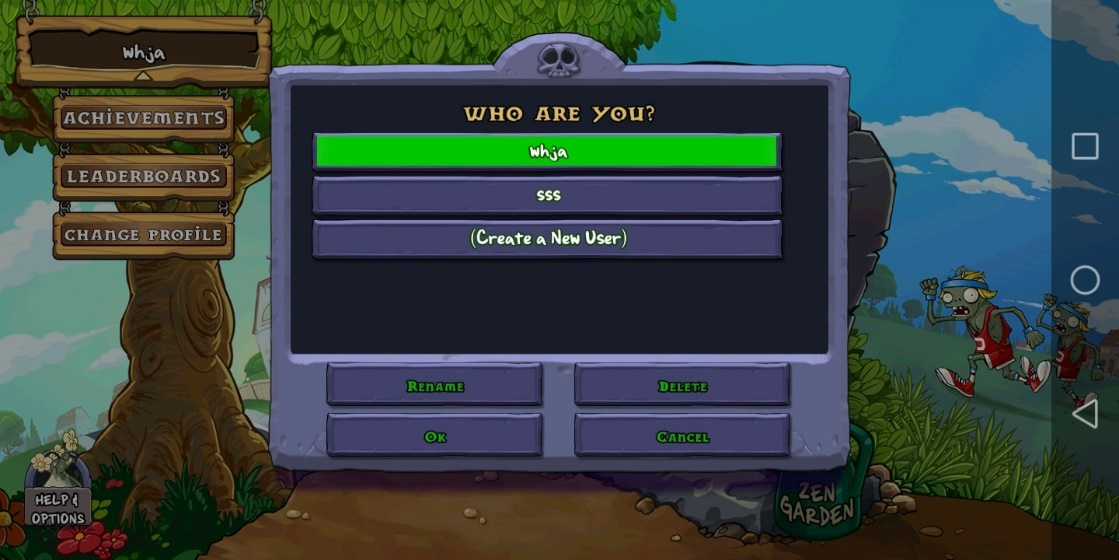 Whja
ACHiEVEMENTS
LEADERBOARDS
CHANGE PROFiLE
WHO ARE YOU?
Whja
sss
(Create a New User)
RENAME
DELETE
OK
CANCEL
HELP &
OPTIONS
ZEN
GARDEN